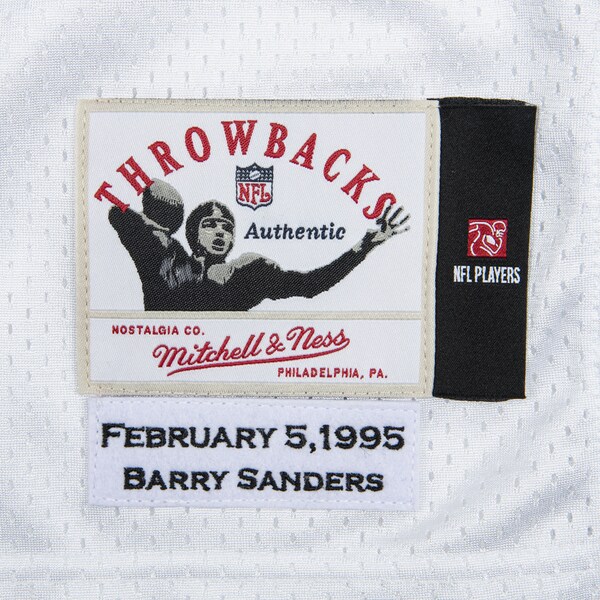 THROWBACKS
NFL
Authentic
NOSTALGIA CO.
Mitchell & Ness
PHILADELPHIA, PA.
NFL PLAYERS
FEBRUARY 5, 1995
BARRY SANDERS